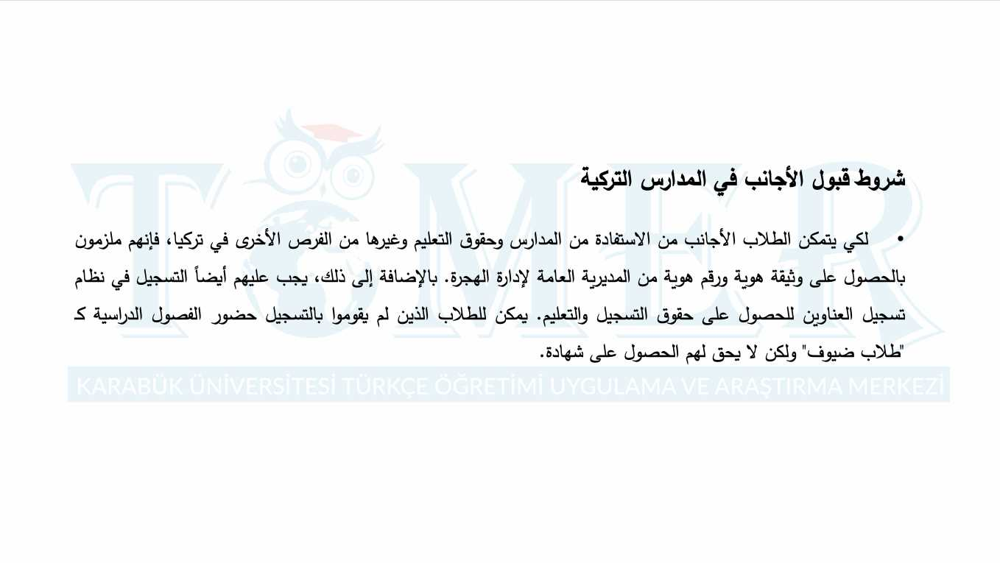 شروط قبول الأجانب في المدارس التركية
• لكي يتمكن الطلاب الأجانب من الاستفادة من المدارس وحقوق التعليم وغيرها من الفرص الأخرى في تركيا، فإنهم ملزمون
بالحصول على وثيقة هوية ورقم هوية من المديرية العامة لإدارة الهجرة. بالإضافة إلى ذلك، يجب عليهم أيضاً التسجيل في نظام
تسجيل العناوين للحصول على حقوق التسجيل والتعليم. يمكن للطلاب الذين لم يقوموا بالتسجيل حضور الفصول الدراسية كـ
"طلاب ضيوف" ولكن لا يحق لهم الحصول على شهادة.
TÖMER
KARABÜK ÜNİVERSİTESİ TÜRKÇE ÖĞRETİMİ UYGULAMA VE ARAŞTIRMA MERKEZİ